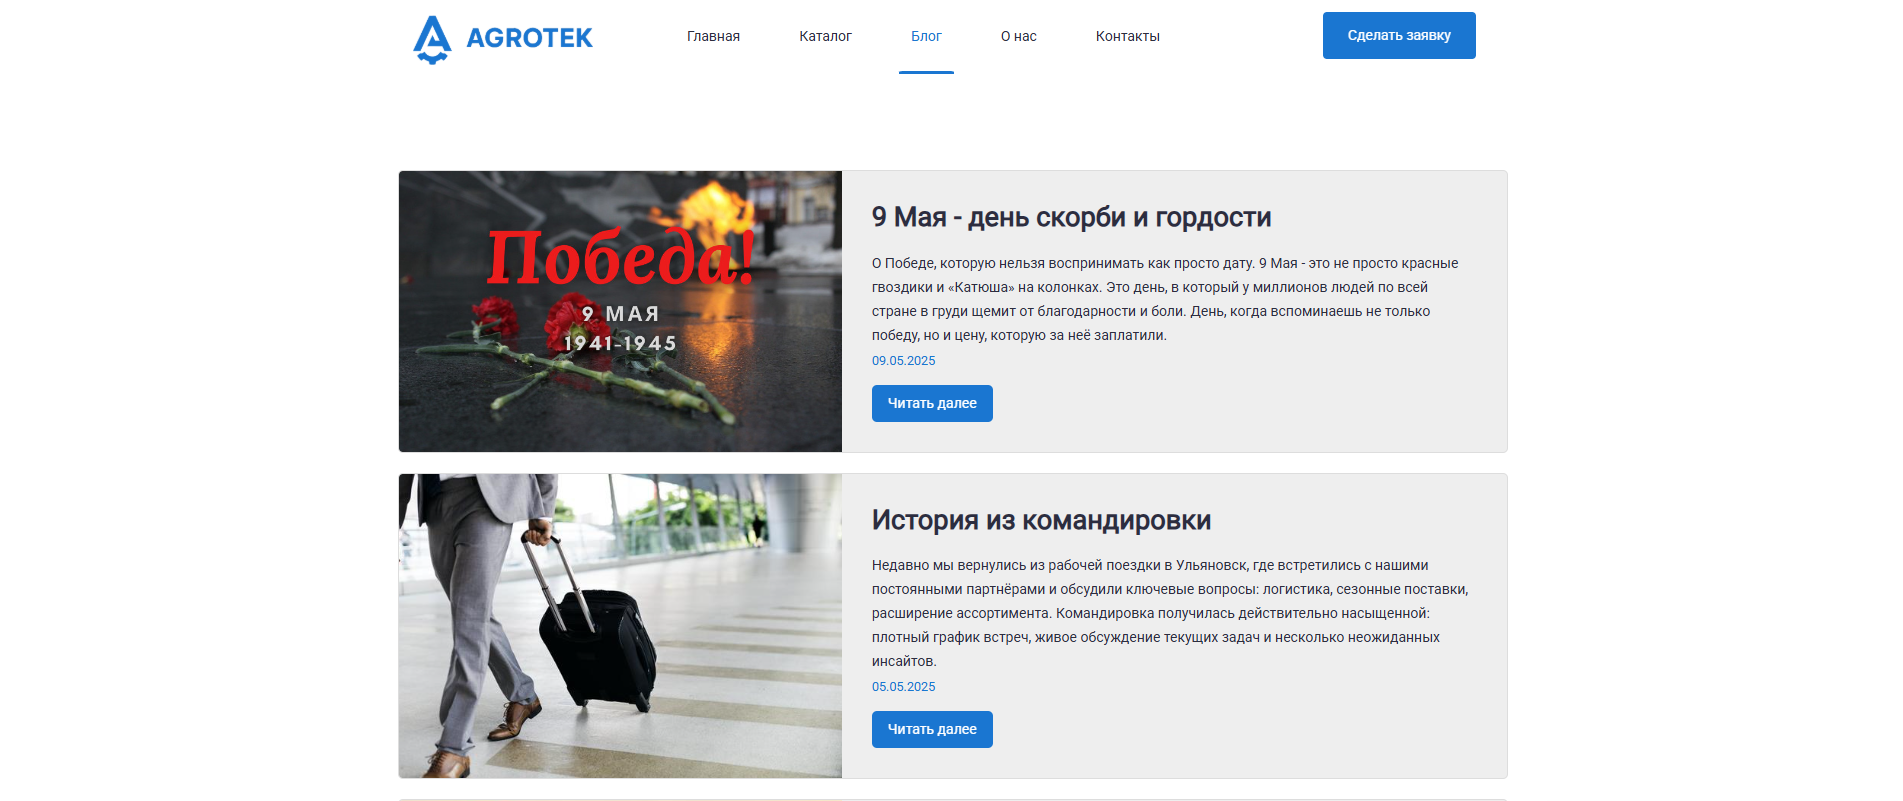 AGROTEK
Главная
Каталог
Блог
О нас
Контакты
Сделать заявку
Победа!
9 МАЯ
1941-1945
9 Мая - день скорби и гордости
О Победе, которую нельзя воспринимать как просто дату. 9 Мая - это не просто красные
гвоздики и «Катюша» на колонках. Это день, в который у миллионов людей по всей
стране в груди щемит от благодарности и боли. День, когда вспоминаешь не только
победу, но и цену, которую за неё заплатили.
09.05.2025
Читать далее
История из командировки
Недавно мы вернулись из рабочей поездки в Ульяновск, где встретились с нашими
постоянными партнёрами и обсудили ключевые вопросы: логистика, сезонные поставки,
расширение ассортимента. Командировка получилась действительно насыщенной:
плотный график встреч, живое обсуждение текущих задач и несколько неожиданных
инсайтов.
05.05.2025
Читать далее